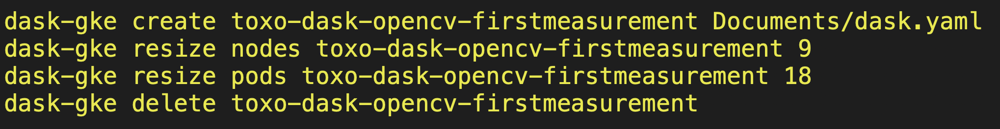 dask-gke create toxo-dask-opencv-firstmeasurement Documents/dask.yaml
dask-gke resize nodes toxo-dask-opencv-firstmeasurement 9
dask-gke resize pods toxo-dask-opencv-firstmeasurement 18
dask-gke delete toxo-dask-opencv-firstmeasurement